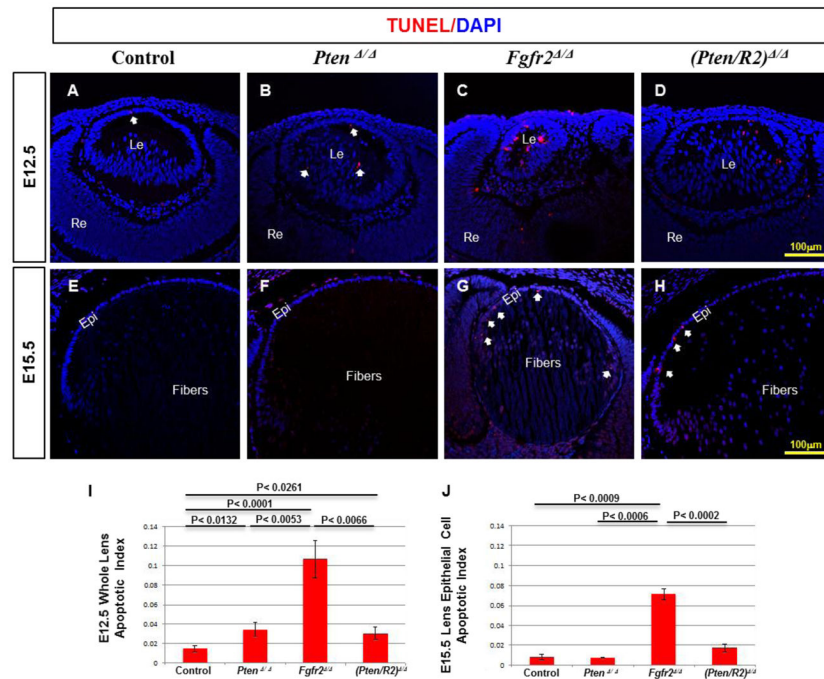 TUNEL/DAPI
Control
Pten Δ/Δ
Fgfr2Δ/Δ
(Pten/R2)Δ/Δ
E12.5
A
Le
Re
B
Le
Re
C
Le
Re
D
Le
Re
100μm
E15.5
E
Epi
Fibers
F
Epi
Fibers
G
Epi
Fibers
H
Epi
Fibers
100μm
I
P< 0.0261
P< 0.0001
P< 0.0132
P< 0.0053
P< 0.0066
E12.5 Whole Lens
Apoptotic Index
0.14
0.12
0.1
0.08
0.06
0.04
0.02
0
Control
Pten Δ/Δ
Fgfr2Δ/Δ
(Pten/R2)Δ/Δ
J
P< 0.0009
P< 0.0006
P< 0.0002
E15.5 Lens Epithelial Cell
Apoptotic Index
0.14
0.12
0.1
0.08
0.06
0.04
0.02
0
Control
Pten Δ/Δ
Fgfr2Δ/Δ
(Pten/R2)Δ/Δ